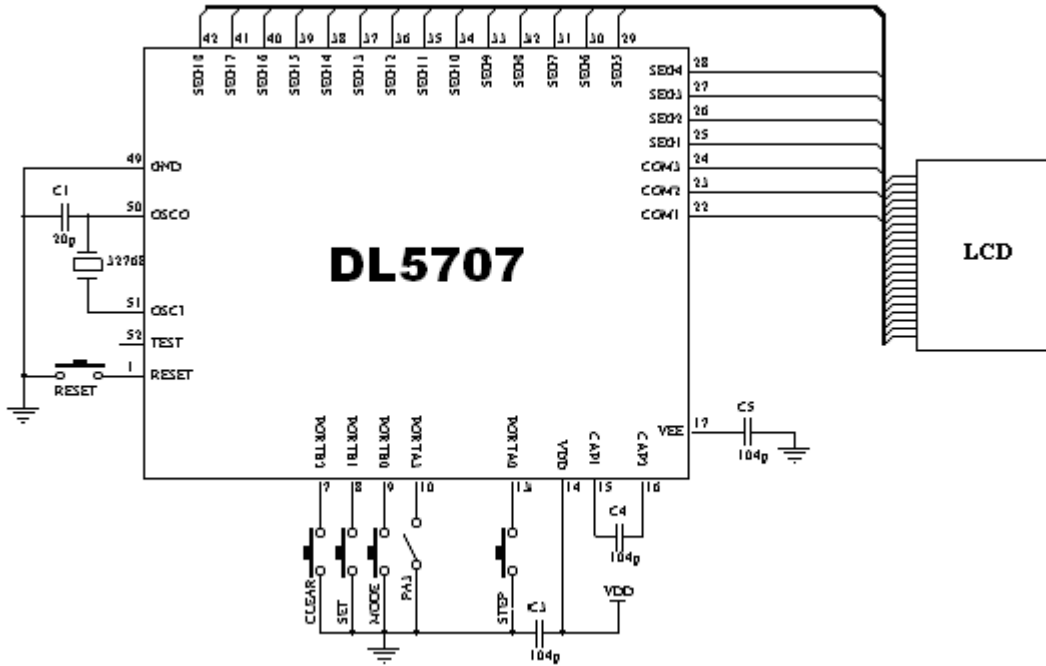 42 41 40 39 38 37 36 35 34 33 32 31 30 29
SEG18 SEG17 SEG16 SEG15 SEG14 SEG13 SEG12 SEG11 SEG10 SEG9 SEG8 SEG7 SEG6 SEG5
SEG4 28
SEG3 27
SEG2 26
SEG1 25
COM3 24
COM2 23
COM1 22
49 GND
C1
20p
50 OSCO
32768
51 OSCI
52 TEST
1 RESET
RESET
DL5707
LCD
VEE 17
C5
104p
PORTB2 PORTB1 PORTB0 PORTA3 PORTA0 VDD CAP1 CAP2
7 8 9 10 13 14 15 16
C4
104p
CLEAR SET MODE PA3 STEP
VDD
C3
104p